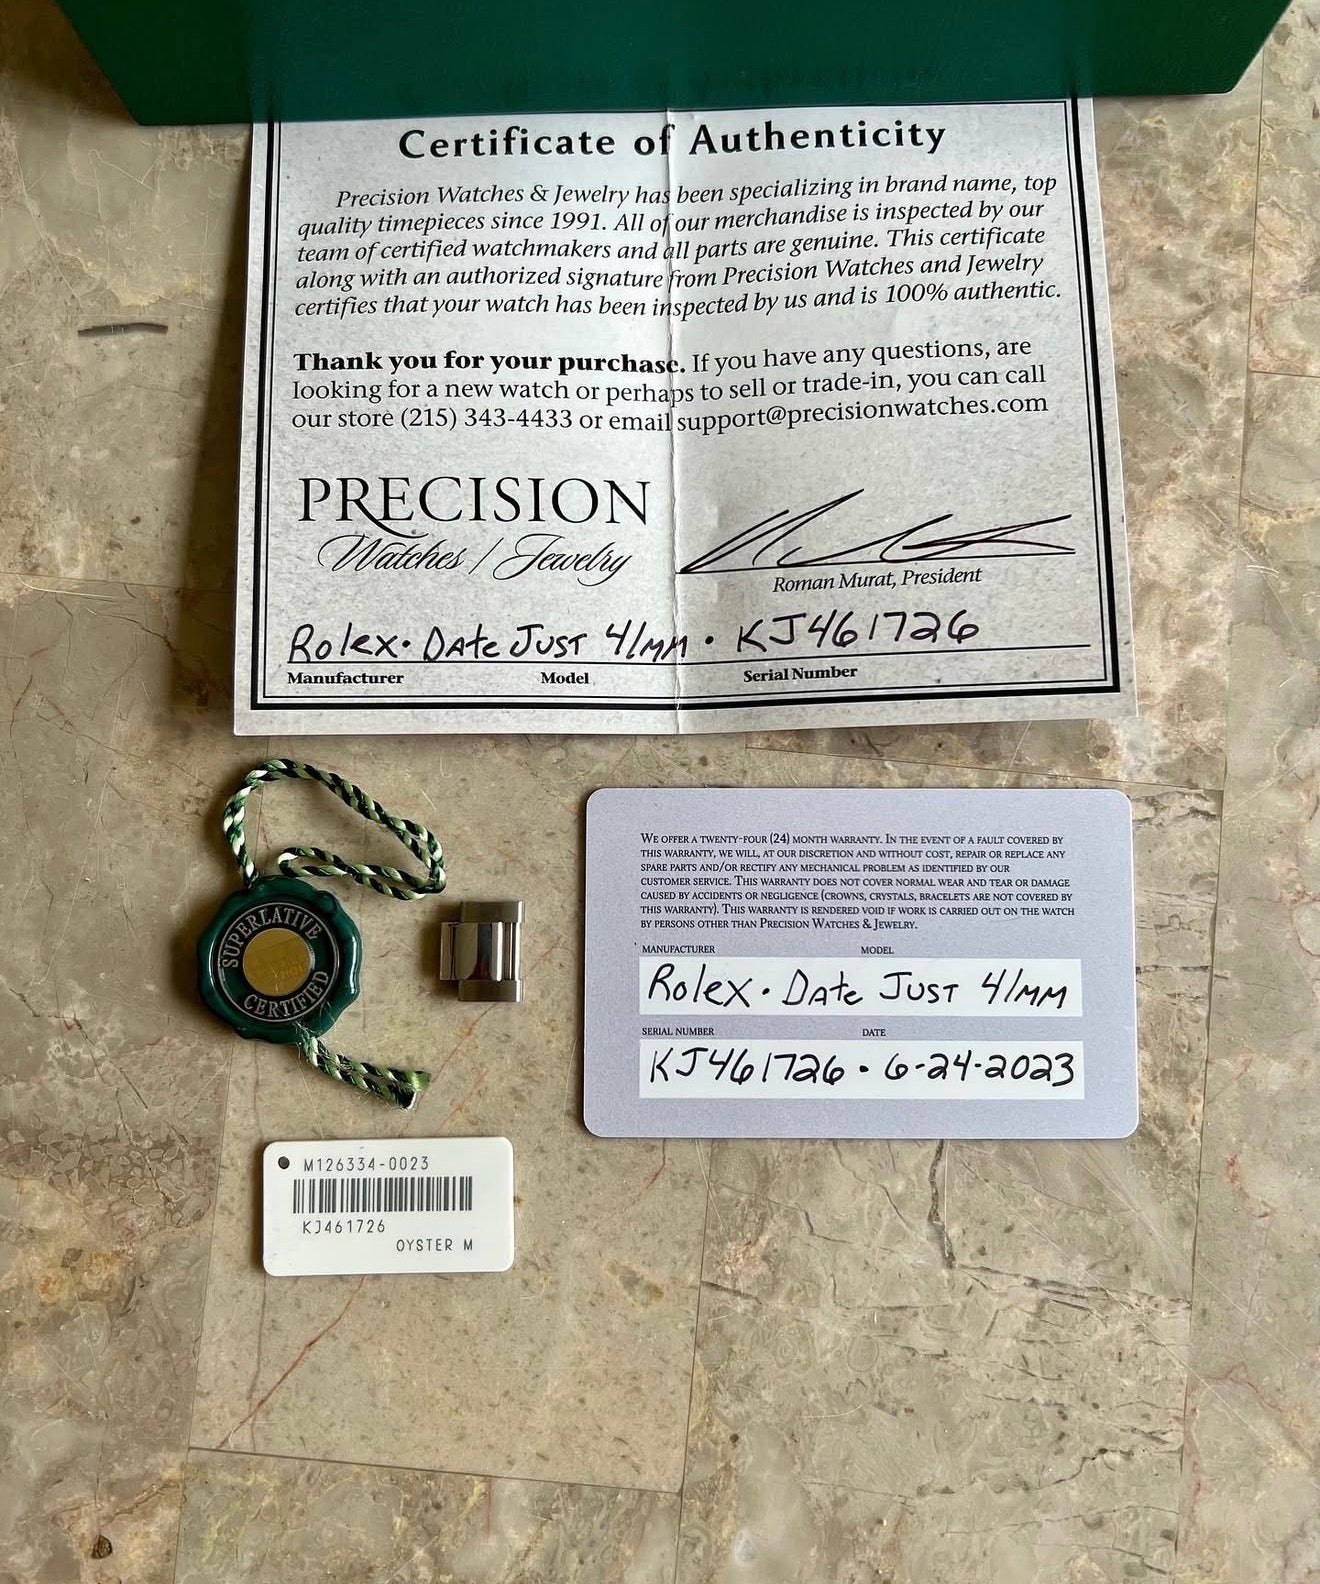 Certificate of Authenticity
Precision Watches & Jewelry has been specializing in brand name, top
quality timepieces since 1991. All of our merchandise is inspected by our
team of certified watchmakers and all parts are genuine. This certificate
along with an authorized signature from Precision Watches and Jewelry
certifies that your watch has been inspected by us and is 100% authentic.
Thank you for your purchase. If you have any questions, are
looking for a new watch or perhaps to sell or trade-in, you can call
our store (215) 343-4433 or email support@precisionwatches.com
PRECISION
Watches / Jewelry
Roman Murat, President
Rolex • Date Just 41mm • KJ461726
Manufacturer Model Serial Number
SUPERLATIVE
CERTIFIED
WE OFFER A TWENTY-FOUR (24) MONTH WARRANTY. IN THE EVENT OF A FAULT COVERED BY
THIS WARRANTY, WE WILL, AT OUR DISCRETION AND WITHOUT COST, REPAIR OR REPLACE ANY
SPARE PARTS AND/OR RECTIFY ANY MECHANICAL PROBLEM AS IDENTIFIED BY OUR
CUSTOMER SERVICE. THIS WARRANTY DOES NOT COVER NORMAL WEAR AND TEAR OR DAMAGE
CAUSED BY ACCIDENTS OR NEGLIGENCE (CROWNS, CRYSTALS, BRACELETS ARE NOT COVERED BY
THIS WARRANTY). THIS WARRANTY IS RENDERED VOID IF WORK IS CARRIED OUT ON THE WATCH
BY PERSONS OTHER THAN PRECISION WATCHES & JEWELRY.
MANUFACTURER MODEL
Rolex • Date Just 41mm
SERIAL NUMBER DATE
KJ461726 • 6-24-2023
M126334-0023
KJ461726
OYSTER M